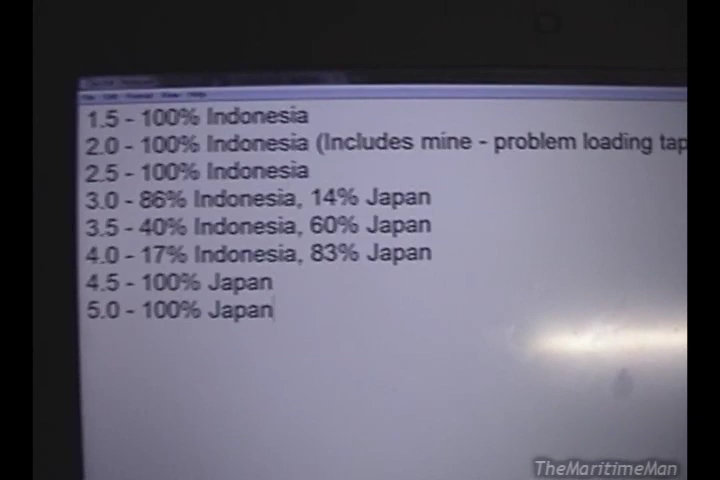 1.5 - 100% Indonesia
2.0 - 100% Indonesia (Includes mine - problem loading tap
2.5 - 100% Indonesia
3.0 - 86% Indonesia, 14% Japan
3.5 - 40% Indonesia, 60% Japan
4.0 - 17% Indonesia, 83% Japan
4.5 - 100% Japan
5.0 - 100% Japan
TheMaritimeMan